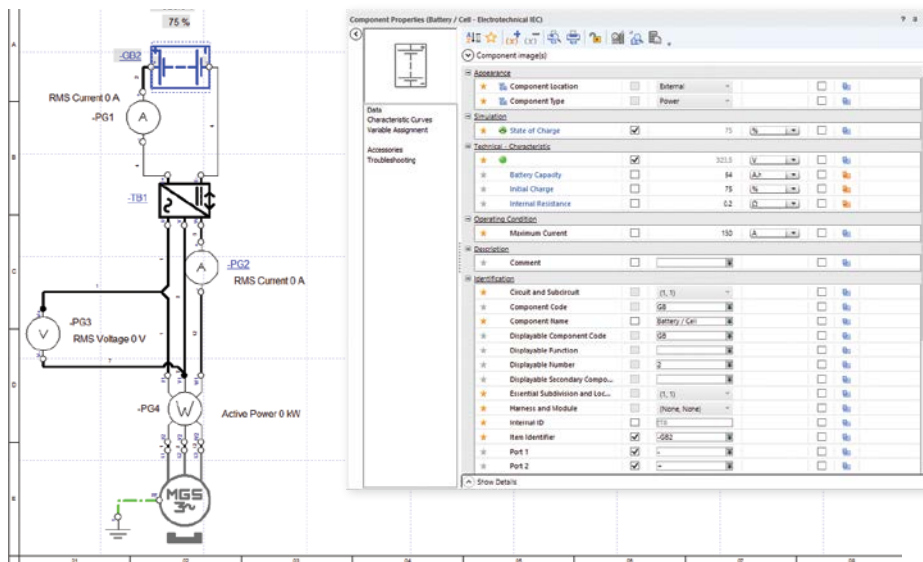 75 %
-GB2
RMS Current 0 A
-PG1
A
-TB1
A
-PG2
RMS Current 0 A
V
-PG3
RMS Voltage 0 V
-PG4
W
Active Power 0 kW
MGS
3~
Component Properties (Battery / Cell - Electrotechnical IEC)
Component image(s)
Data
Characteristic Curves
Variable Assignment
Accessories
Troubleshooting
Appearance
Component Location External
Component Type Power
Simulation
State of Charge 75 %
Technical - Characteristic
323.5 V
Battery Capacity 84
Initial Charge 75 %
Internal Resistance 0.2 Ω
Operating Condition
Maximum Current 150 A
Description
Comment
Identification
Circuit and Subcircuit (1, 1)
Component Code GB
Component Name Battery / Cell
Displayable Component Code GB
Displayable Function
Displayable Number 2
Displayable Secondary Compo...
Essential Subdivision and Loc... (1, 1)
Harness and Module (None, None)
Internal ID
Item Identifier -GB2
Port 1 -
Port 2
Show Details